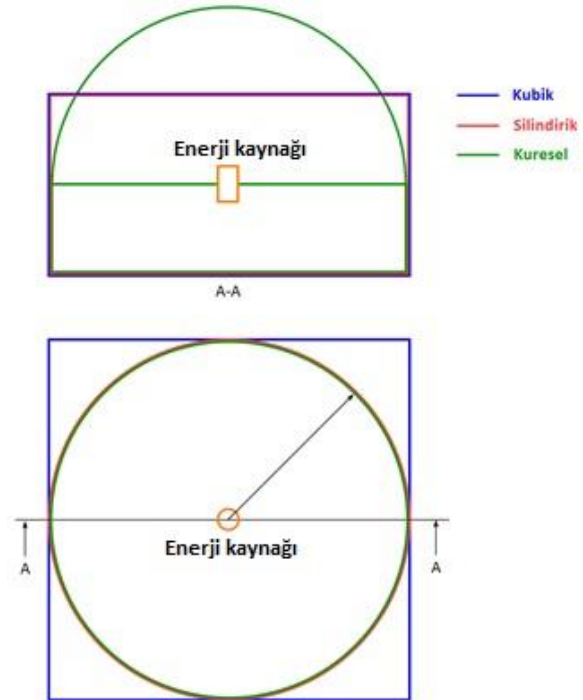 Kubik
Silindirik
Kuresel
Enerji kaynağı
A-A
Enerji kaynağı
A
A